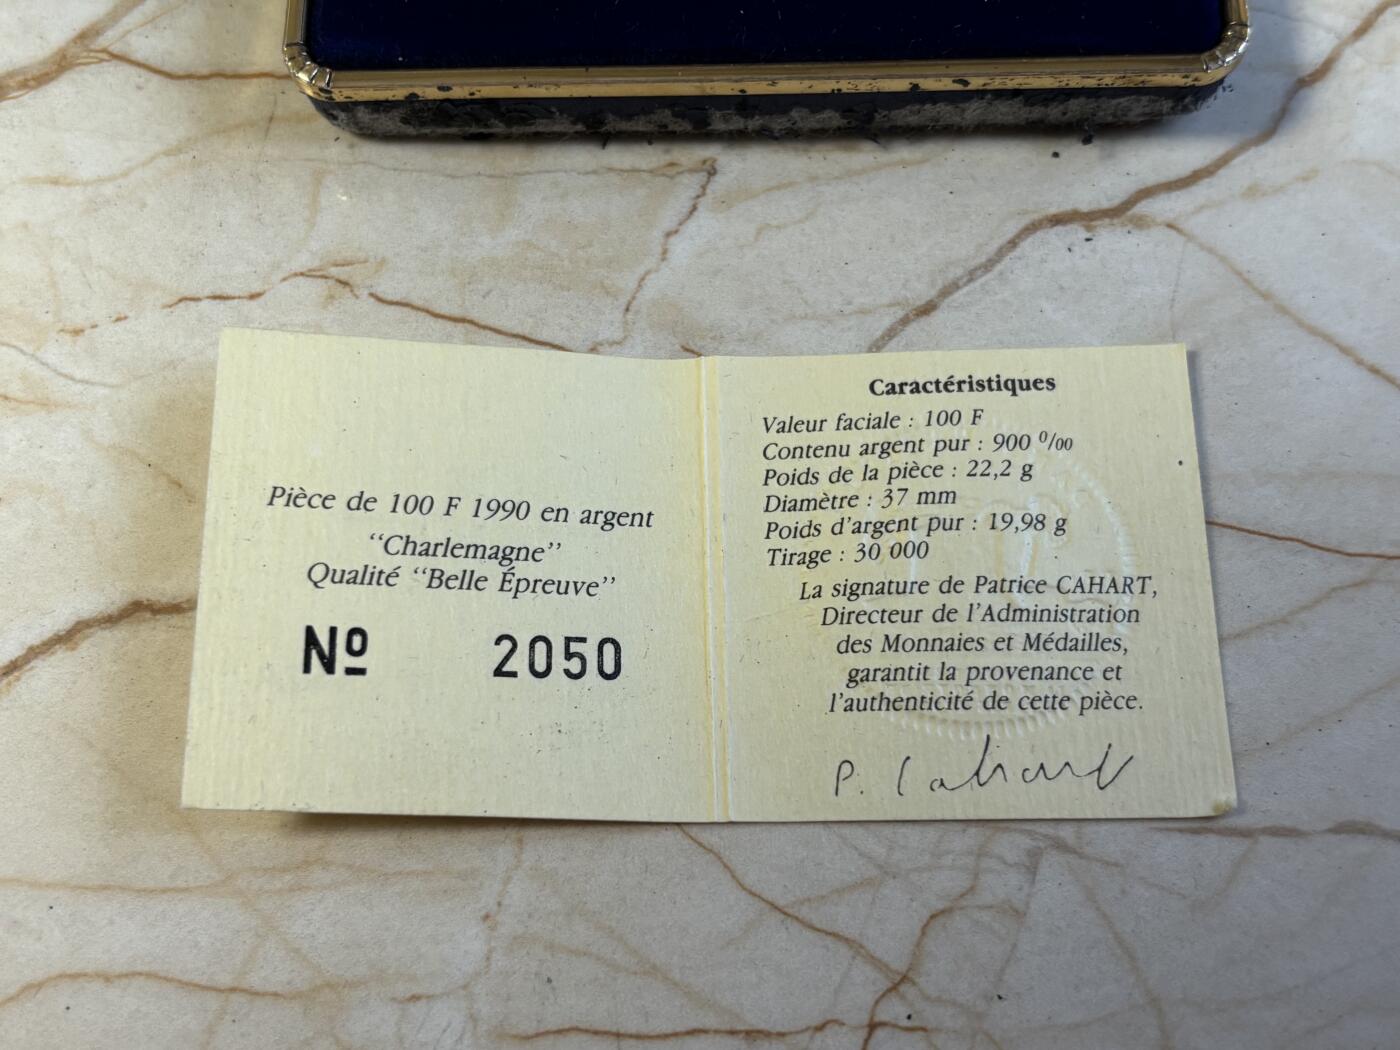 Pièce de 100 F 1990 en argent
“Charlemagne”
Qualité “Belle Épreuve”
Nº 2050
Caractéristiques
Valeur faciale : 100 F
Contenu argent pur : 900 ⁰/₀₀
Poids de la pièce : 22,2 g
Diamètre : 37 mm
Poids d'argent pur : 19,98 g
Tirage : 30 000
La signature de Patrice CAHART,
Directeur de l'Administration
des Monnaies et Médailles,
garantit la provenance et
l'authenticité de cette pièce.
P. Cahart